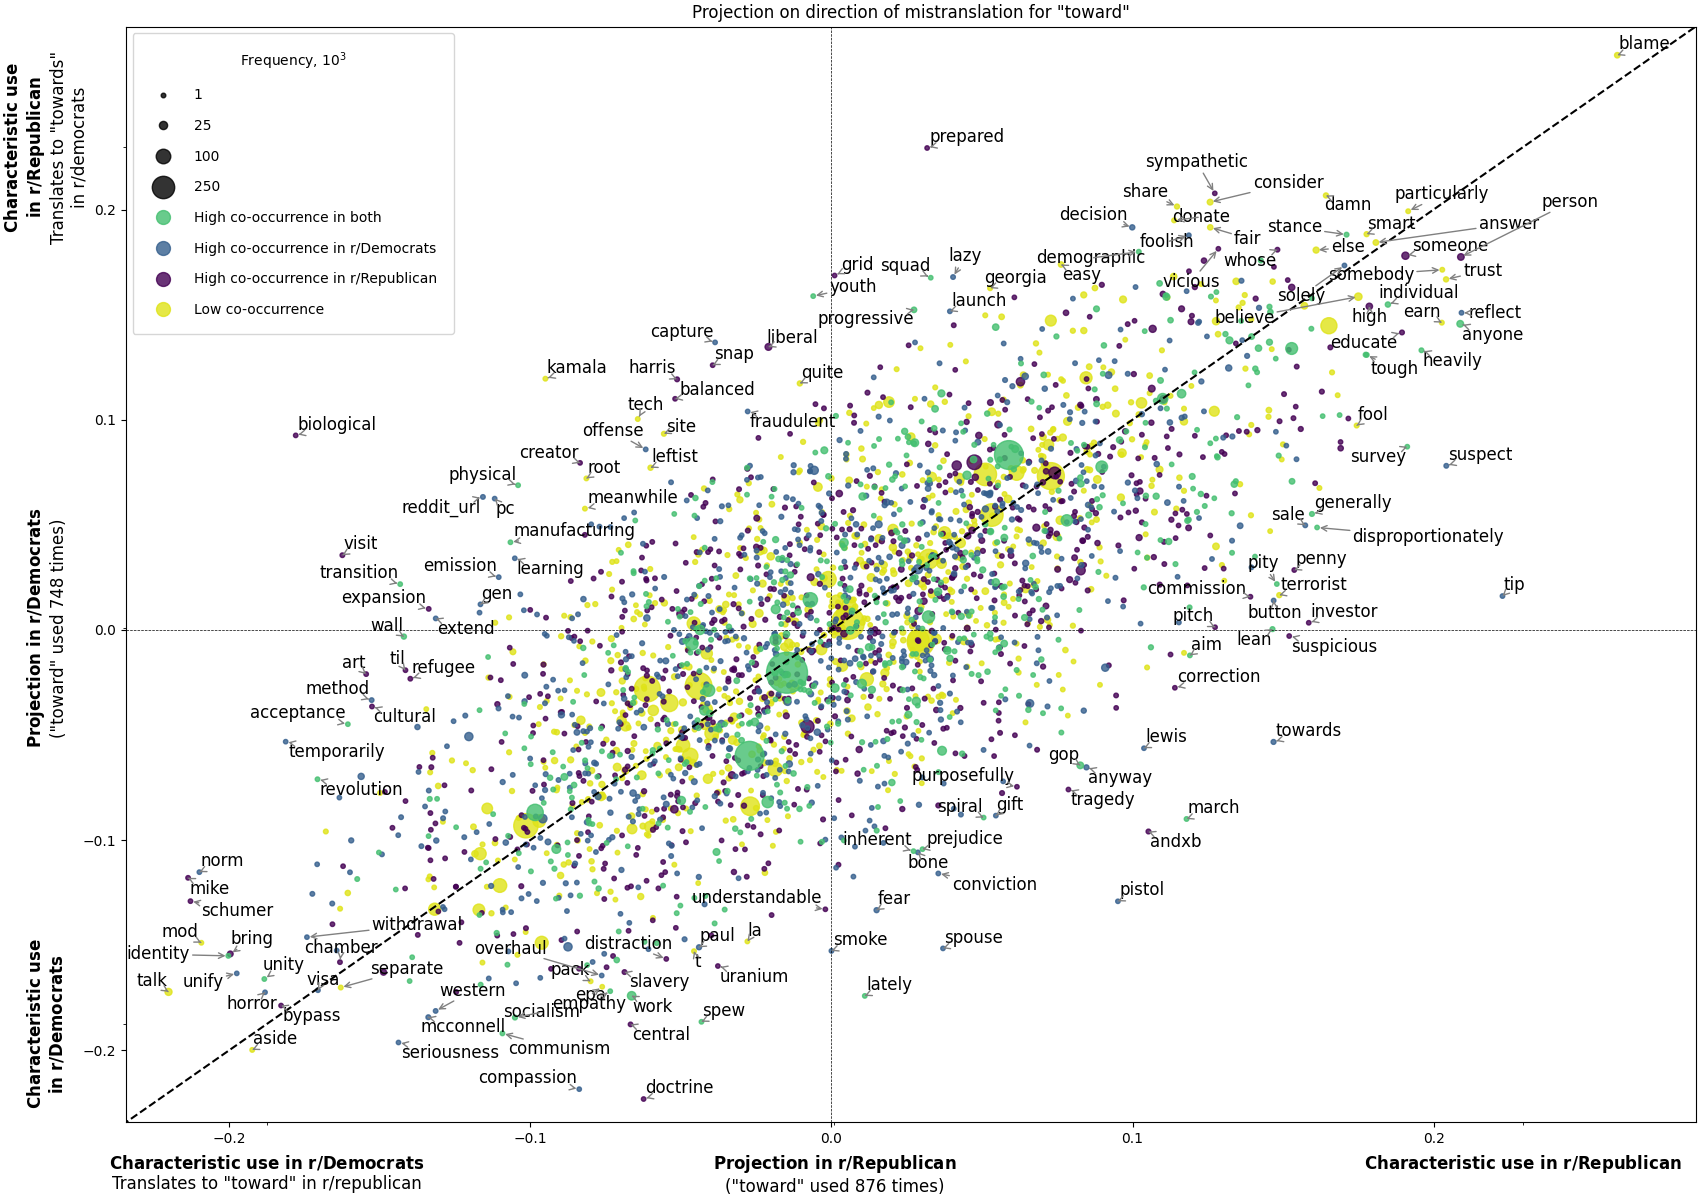 Projection on direction of mistranslation for "toward"
Characteristic use
in r/Republican
Translates to "towards"
in r/democrats
Projection in r/Democrats
("toward" used 748 times)
Characteristic use
in r/Democrats
Frequency, 10³
1
25
100
250
High co-occurrence in both
High co-occurrence in r/Democrats
High co-occurrence in r/Republican
Low co-occurrence
0.2
0.1
0.0
−0.1
−0.2
blame
prepared
sympathetic
consider
share
damn
particularly
person
decision
donate
stance
smart
answer
foolish
fair
else
someone
demographic
whose
lazy
grid
squad
easy
vicious
somebody
trust
georgia
youth
solely
individual
launch
progressive
believe
high
earn
reflect
capture
liberal
anyone
educate
snap
heavily
tough
kamala
harris
quite
balanced
tech
biological
fraudulent
fool
offense
site
creator
leftist
survey
suspect
physical
root
reddit_url
pc
meanwhile
generally
sale
manufacturing
disproportionately
visit
transition
emission
learning
pity
penny
expansion
gen
commission
terrorist
tip
wall
extend
pitch
button
investor
lean
suspicious
art
til
refugee
aim
method
correction
acceptance
cultural
temporarily
lewis
towards
revolution
gop
anyway
purposefully
tragedy
spiral
gift
march
inherent
prejudice
andxb
bone
norm
mike
conviction
schumer
understandable
fear
pistol
mod
bring
withdrawal
identity
chamber
overhaul
distraction
paul
la
smoke
spouse
talk
unify
unity
visa
separate
pack
t
uranium
horror
bypass
western
epa
slavery
lately
empathy
work
aside
mcconnell
socialism
spew
central
seriousness
communism
compassion
doctrine
−0.2
−0.1
0.0
0.1
0.2
Characteristic use in r/Democrats
Translates to "toward" in r/republican
Projection in r/Republican
("toward" used 876 times)
Characteristic use in r/Republican